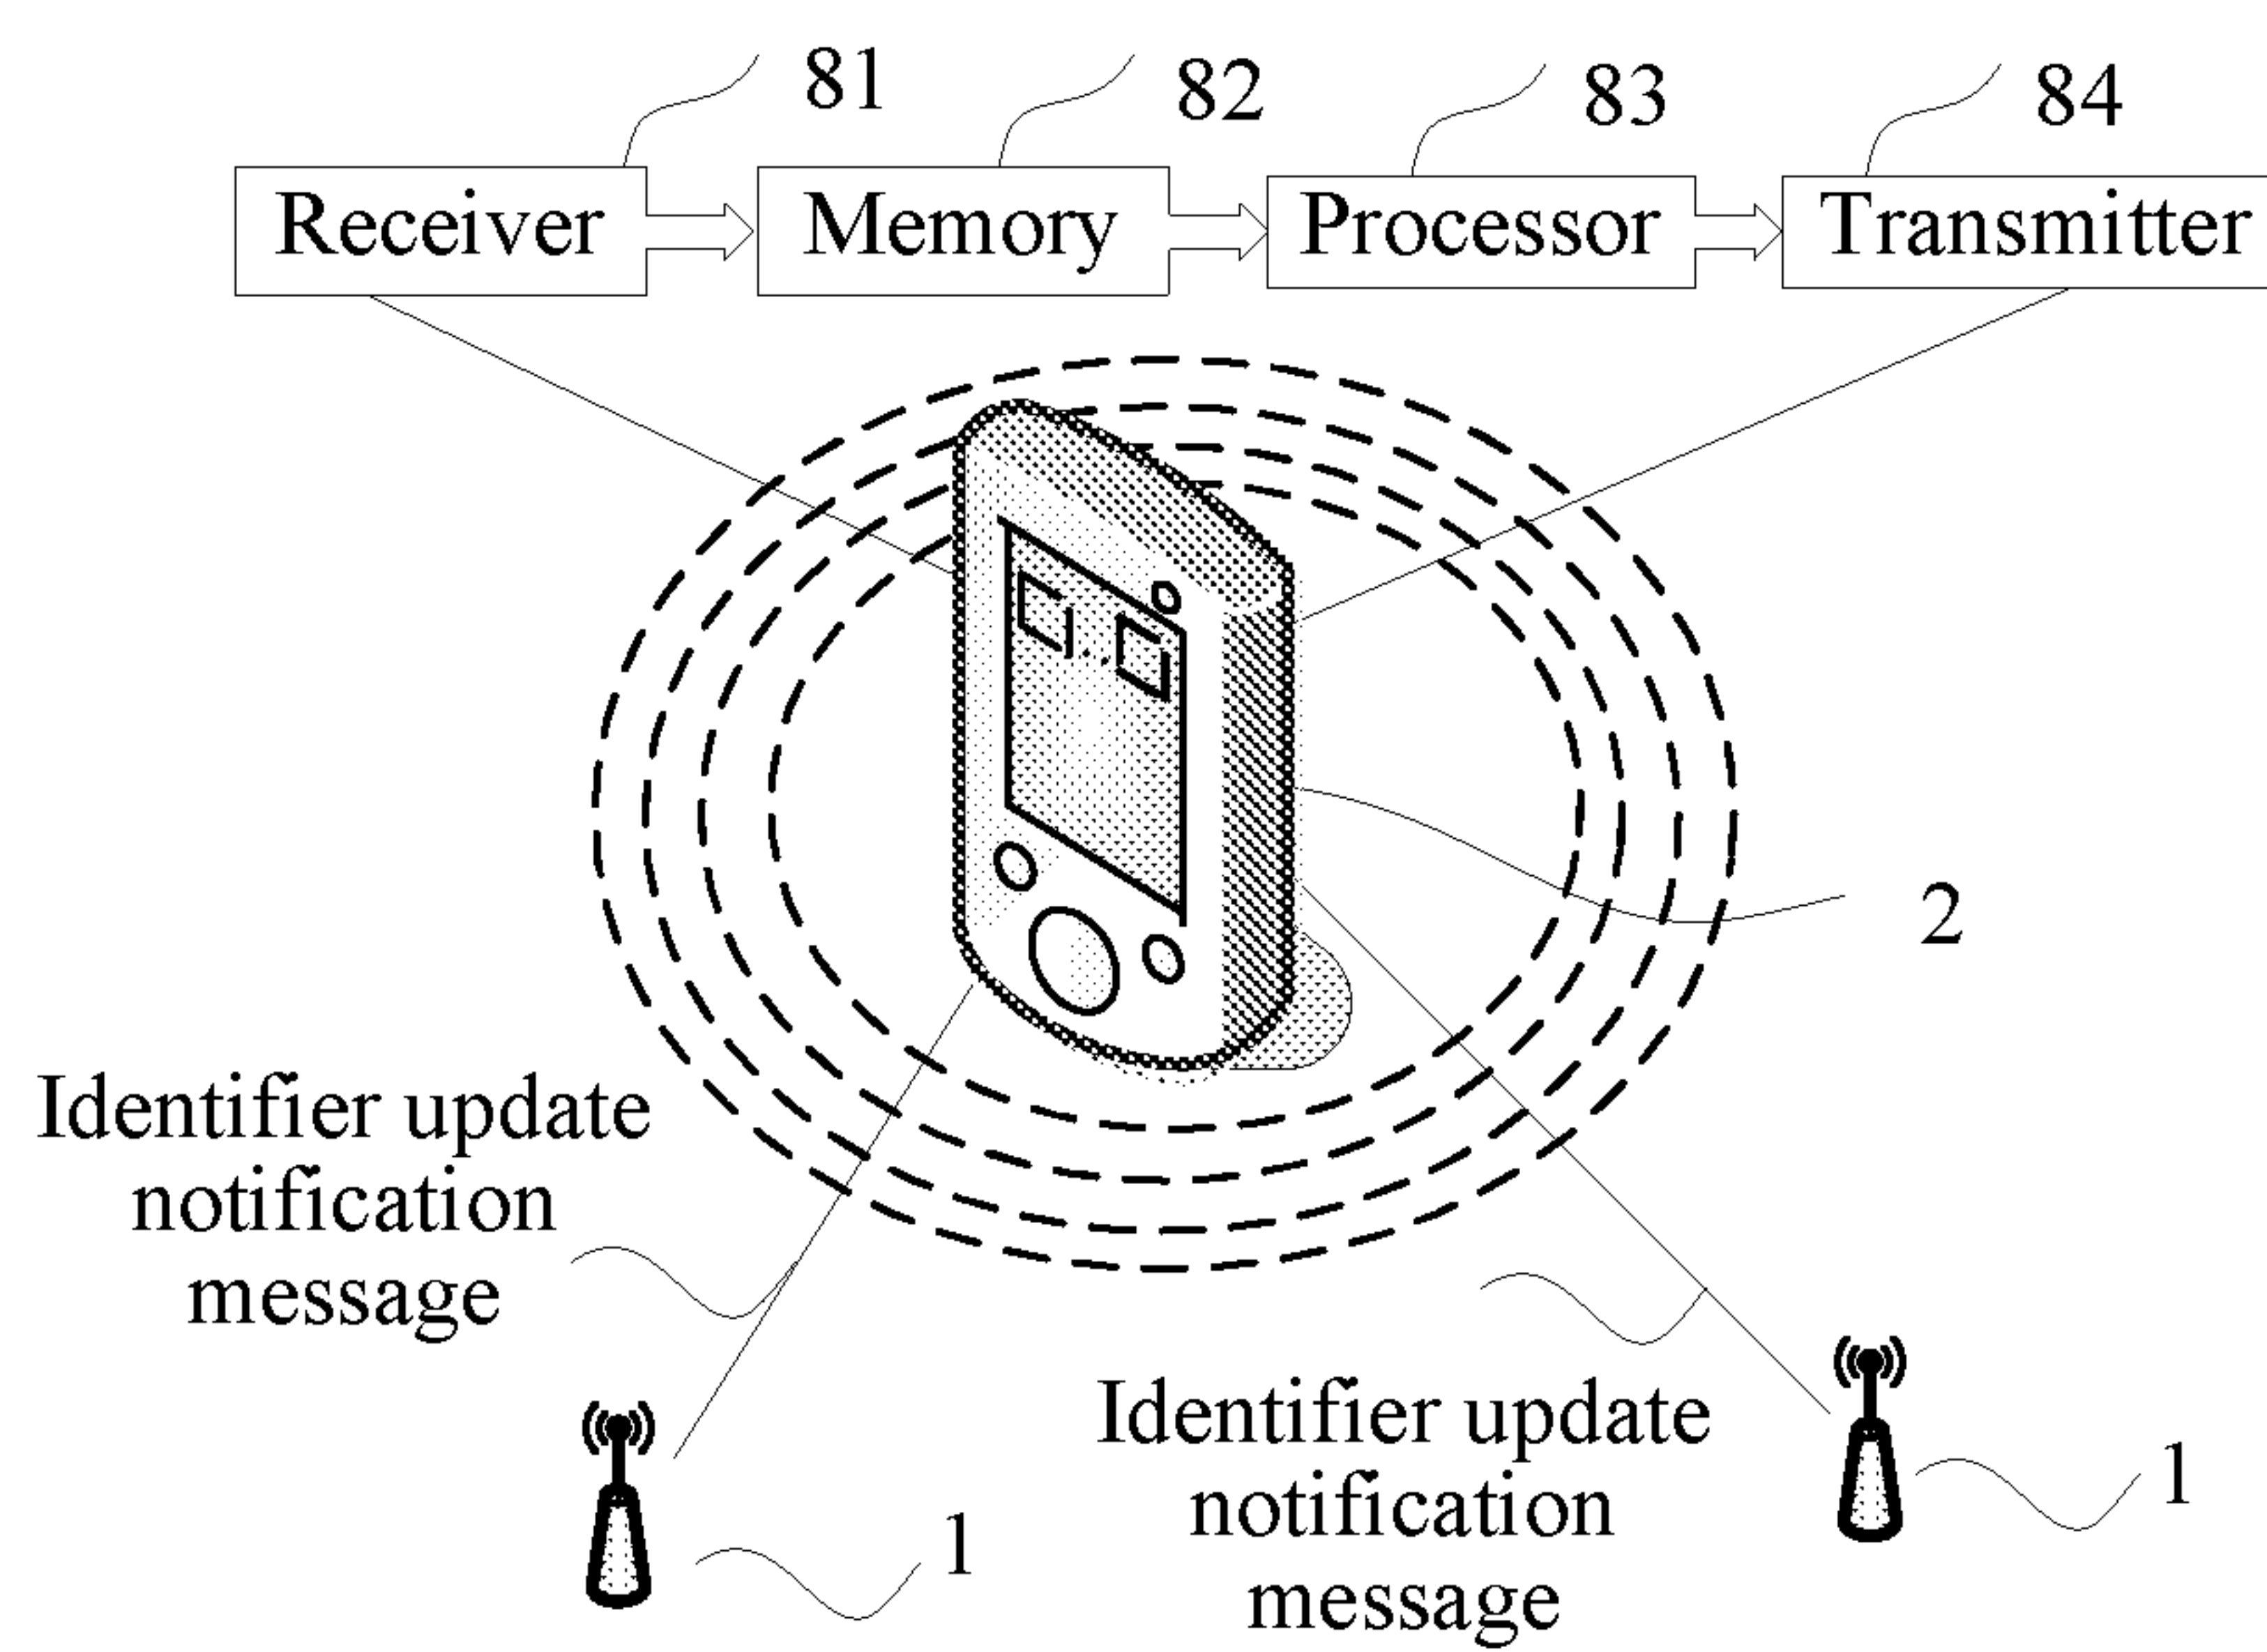 81
82
83
84
Receiver
Memory
Processor
Transmitter
2
Identifier update
notification
message
Identifier update
notification
message
1
1